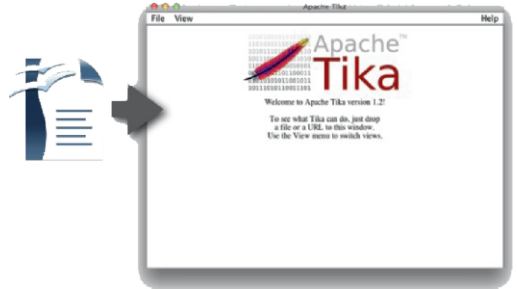 Apache Tika
File View Help
Apache™
Tika
Welcome to Apache Tika version 1.2!
To see what Tika can do, just drop
a file or a URL to this window.
Use the View menu to switch views.